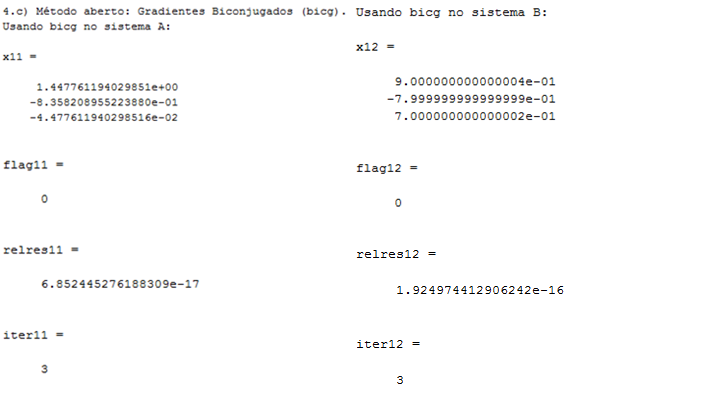 4.c) Método aberto: Gradientes Biconjugados (bicg).
Usando bicg no sistema A:
x11 =
1.447761194029851e+00
-8.358208955223880e-01
-4.477611940298516e-02
flag11 =
0
relres11 =
6.852445276188309e-17
iter11 =
3
Usando bicg no sistema B:
x12 =
9.000000000000004e-01
-7.999999999999999e-01
7.000000000000002e-01
flag12 =
0
relres12 =
1.924974412906242e-16
iter12 =
3